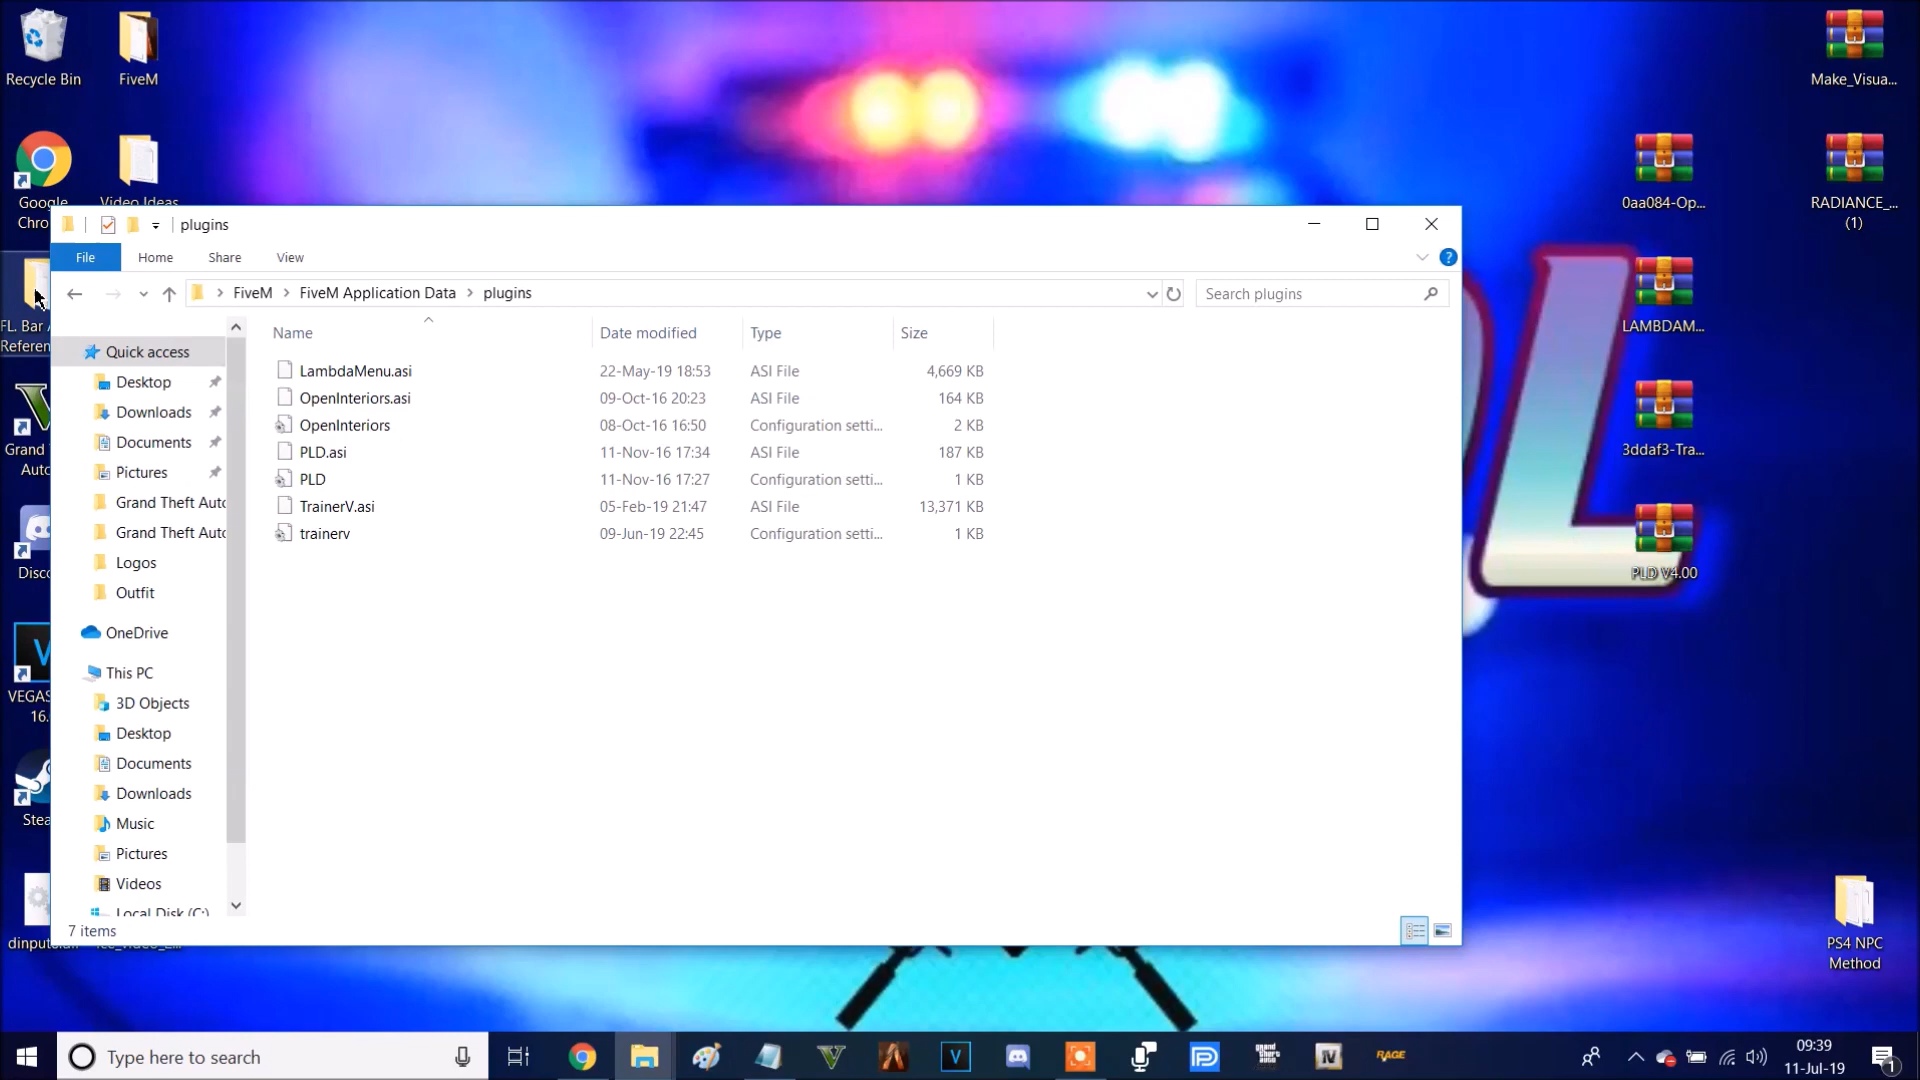 Recycle Bin
FiveM
Make_Visua...
Google
Chro
Video Ideas
0aa084-Op...
RADIANCE_...
(1)
plugins
File
Home
Share
View
FiveM
FiveM Application Data
plugins
Search plugins
FL. Bar
Referen
LAMBDAM...
Name
Date modified
Type
Size
Quick access
Desktop
Downloads
Documents
Pictures
Grand Theft Auto
Grand Theft Auto
Logos
Outfit
OneDrive
This PC
3D Objects
Desktop
Documents
Downloads
Music
Pictures
Videos
Local Disk (C:)
LambdaMenu.asi 22-May-19 18:53 ASI File 4,669 KB
OpenInteriors.asi 09-Oct-16 20:23 ASI File 164 KB
OpenInteriors 08-Oct-16 16:50 Configuration setti... 2 KB
PLD.asi 11-Nov-16 17:34 ASI File 187 KB
PLD 11-Nov-16 17:27 Configuration setti... 1 KB
TrainerV.asi 05-Feb-19 21:47 ASI File 13,371 KB
trainerv 09-Jun-19 22:45 Configuration setti... 1 KB
Grand
Auto
3ddaf3-Tra...
Disco
PLD V4.00
VEGAS
16.
Stea
7 items
PS4 NPC
Method
Type here to search
RAGE
09:39
11-Jul-19
1